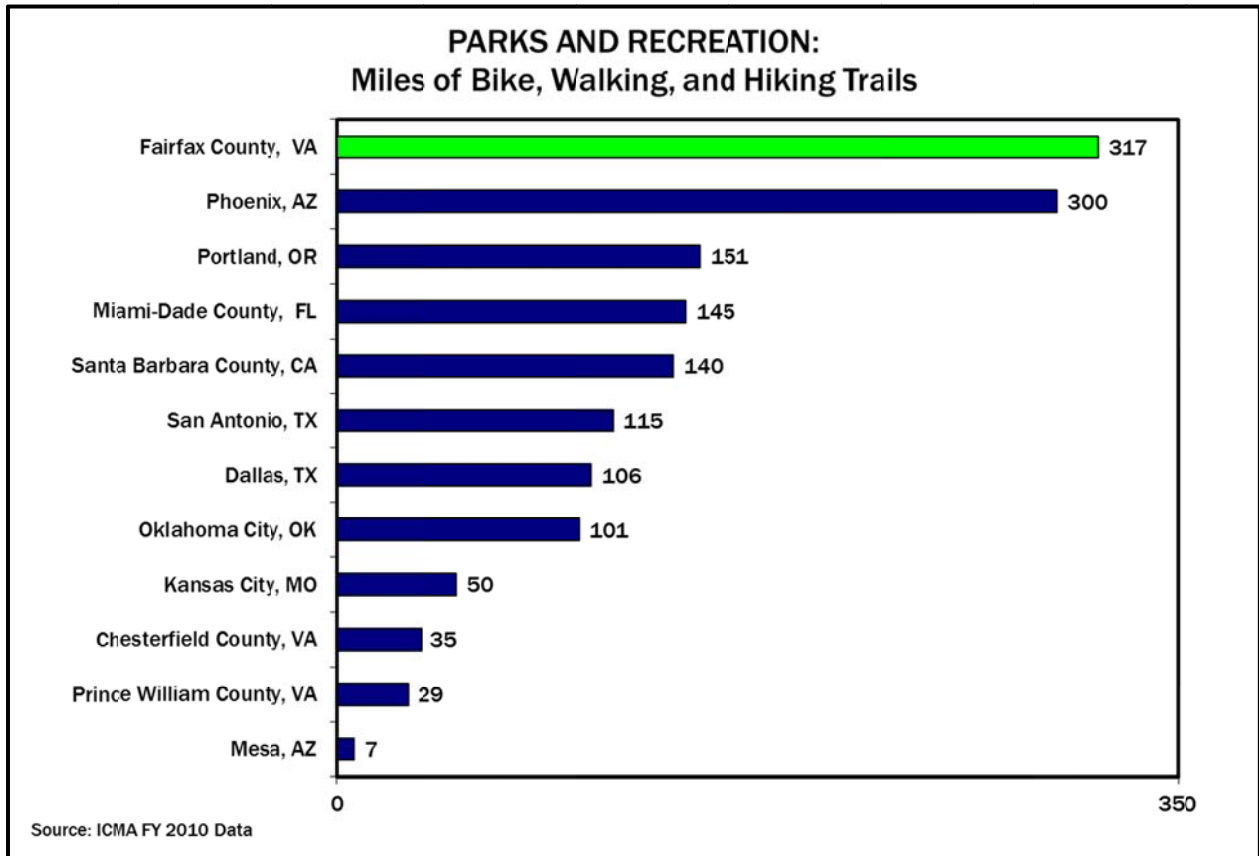 PARKS AND RECREATION:
Miles of Bike, Walking, and Hiking Trails
Fairfax County, VA 317
Phoenix, AZ 300
Portland, OR 151
Miami-Dade County, FL 145
Santa Barbara County, CA 140
San Antonio, TX 115
Dallas, TX 106
Oklahoma City, OK 101
Kansas City, MO 50
Chesterfield County, VA 35
Prince William County, VA 29
Mesa, AZ 7
0 350
Source: ICMA FY 2010 Data